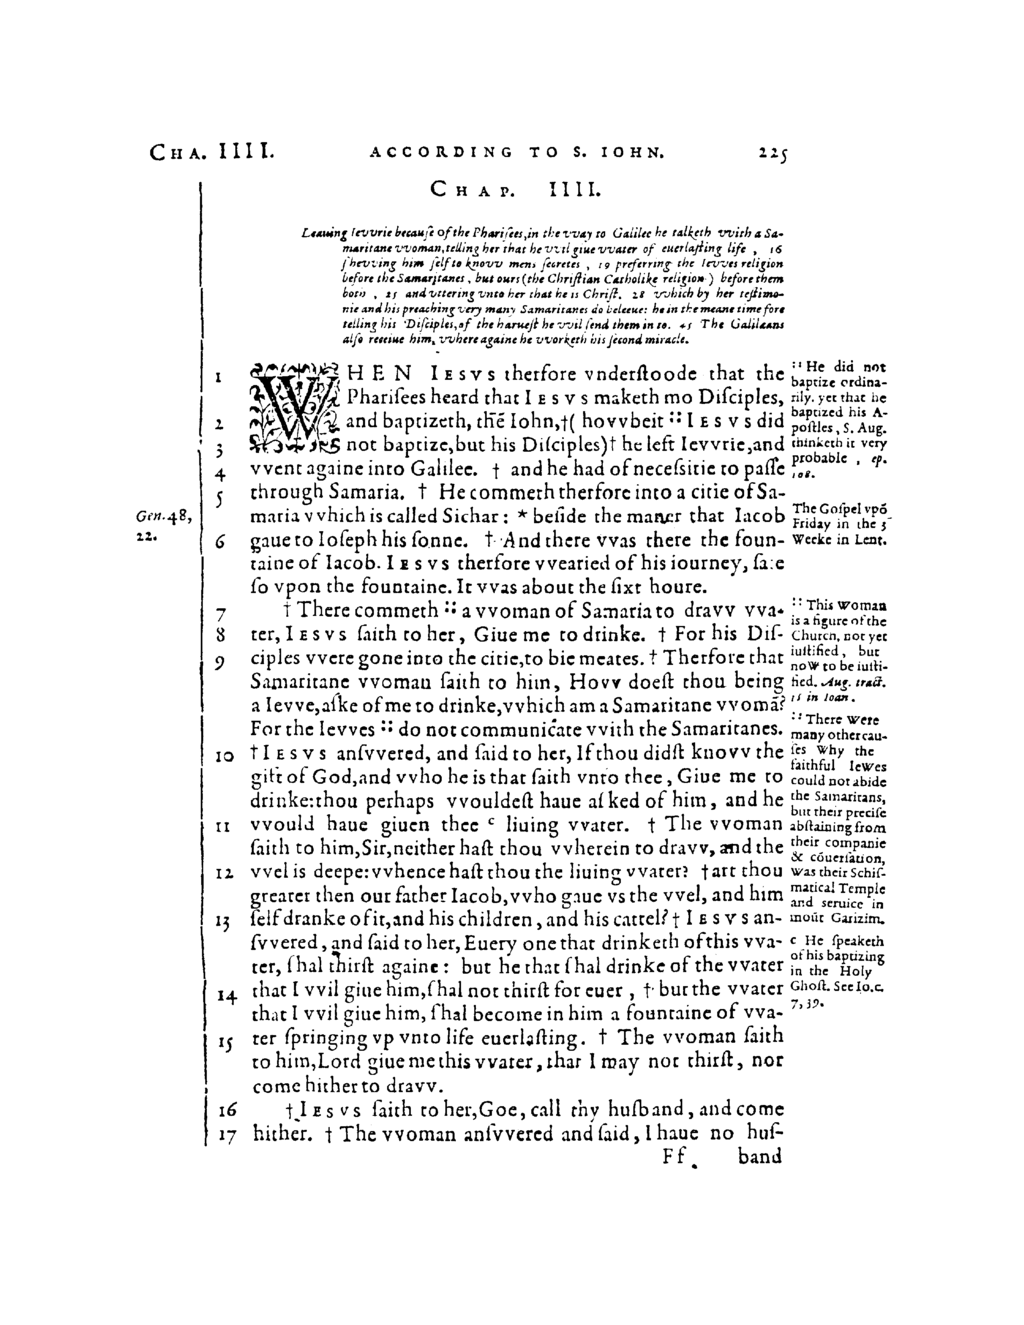 CHA. IIII. ACCORDING TO S. IOHN. 225
CHAP. IIII.
Leauing Ievvrie becauſe of the Phariſees, in the vvay to Galilee he talketh vvith a Sa-
maritane vvoman, telling her that he vvil giue vvater of euerlaſting life , 16
ſhevving him ſelf to knovv mens ſecretes , 19 preferring the Ievves religion
before the Samaritanes , but ours (the Chriſtian Catholike religion ) before them
both , 25 and vttering vnto her that he is Chriſt. 28 vvhich by her teſtimo-
nie and his preaching very many Samaritanes do beleeue: he in the meane time fore
telling his Diſciples, of the harueſt he vvil ſend them in to. 45 The Galilæans
alſo receiue him, vvhere againe he vvorketh his ſecond miracle.
1 WHEN IESVS therfore vnderſtoode that the
Phariſees heard that IESVS maketh mo Diſciples,
2 and baptizeth, thē Iohn,†( hovvbeit :: IESVS did
3 not baptize,but his Diſciples)† he left Ievvrie,and
4 vvent againe into Galilee. † and he had of neceſsitie to paſſe
5 through Samaria. † He commeth therfore into a citie of Sa-
maria vvhich is called Sichar: * beſide the maner that Iacob
6 gaue to Ioſeph his ſonne. † And there vvas there the foun-
taine of Iacob. IESVS therfore vvearied of his iourney, ſate
ſo vpon the fountaine. It vvas about the ſixt houre.
7 † There commeth :: a vvoman of Samaria to dravv vva-
8 ter, IESVS ſaith to her, Giue me to drinke. † For his Diſ-
9 ciples vvere gone into the citie,to bie meates. † Therfore that
Samaritane vvoman ſaith to him, Hovv doeſt thou being
a Ievve,aſke of me to drinke,vvhich am a Samaritane vvomā?
For the Ievves :: do not communicate vvith the Samaritanes.
10 † IESVS anſvvered, and ſaid to her, If thou didſt knovv the
gift of God,and vvho he is that ſaith vnto thee, Giue me to
drinke:thou perhaps vvouldeſt haue aſked of him, and he
11 vvould haue giuen thee c liuing vvater. † The vvoman
ſaith to him,Sir,neither haſt thou vvherein to dravv, and the
12 vvel is deepe:vvhence haſt thou the liuing vvater? † art thou
greater then our father Iacob,vvho gaue vs the vvel, and him
13 ſelf dranke of it,and his children, and his cattel? † IESVS an-
ſvvered, and ſaid to her, Euery one that drinketh of this vva-
ter, ſhal thirſt againe: but he that ſhal drinke of the vvater
14 that I vvil giue him,ſhal not thirſt for euer , † but the vvater
that I vvil giue him, ſhal become in him a fountaine of vva-
15 ter ſpringing vp vnto life euerlaſting. † The vvoman ſaith
to him,Lord giue me this vvater, that I may not thirſt, nor
come hither to dravv.
16 † IESVS ſaith to her,Goe, call thy huſband, and come
17 hither. † The vvoman anſvvered and ſaid, I haue no huſ-
Ff. band
Gen.48,
22.
:: He did not
baptize ordina-
rily, yet that he
baptized his A-
poſtles, S. Aug.
thinketh it very
probable , ep.
108.
The Goſpel vpō
Friday in the 3
Weeke in Lent.
:: This Woman
is a figure of the
Church, not yet
iuſtified, but
now to be iuſti-
fied. Aug. tract.
15 in Ioan.
:: There were
many other cau-
ſes why the
faithful Iewes
could not abide
the Samaritans,
but their preciſe
abſtaining from
their companie
& cōuerſation,
was their Schiſ-
matical Temple
and seruice in
moūt Garizim.
c He ſpeaketh
of his baptizing
in the Holy
Ghoſt. See Io.c.
7,39.